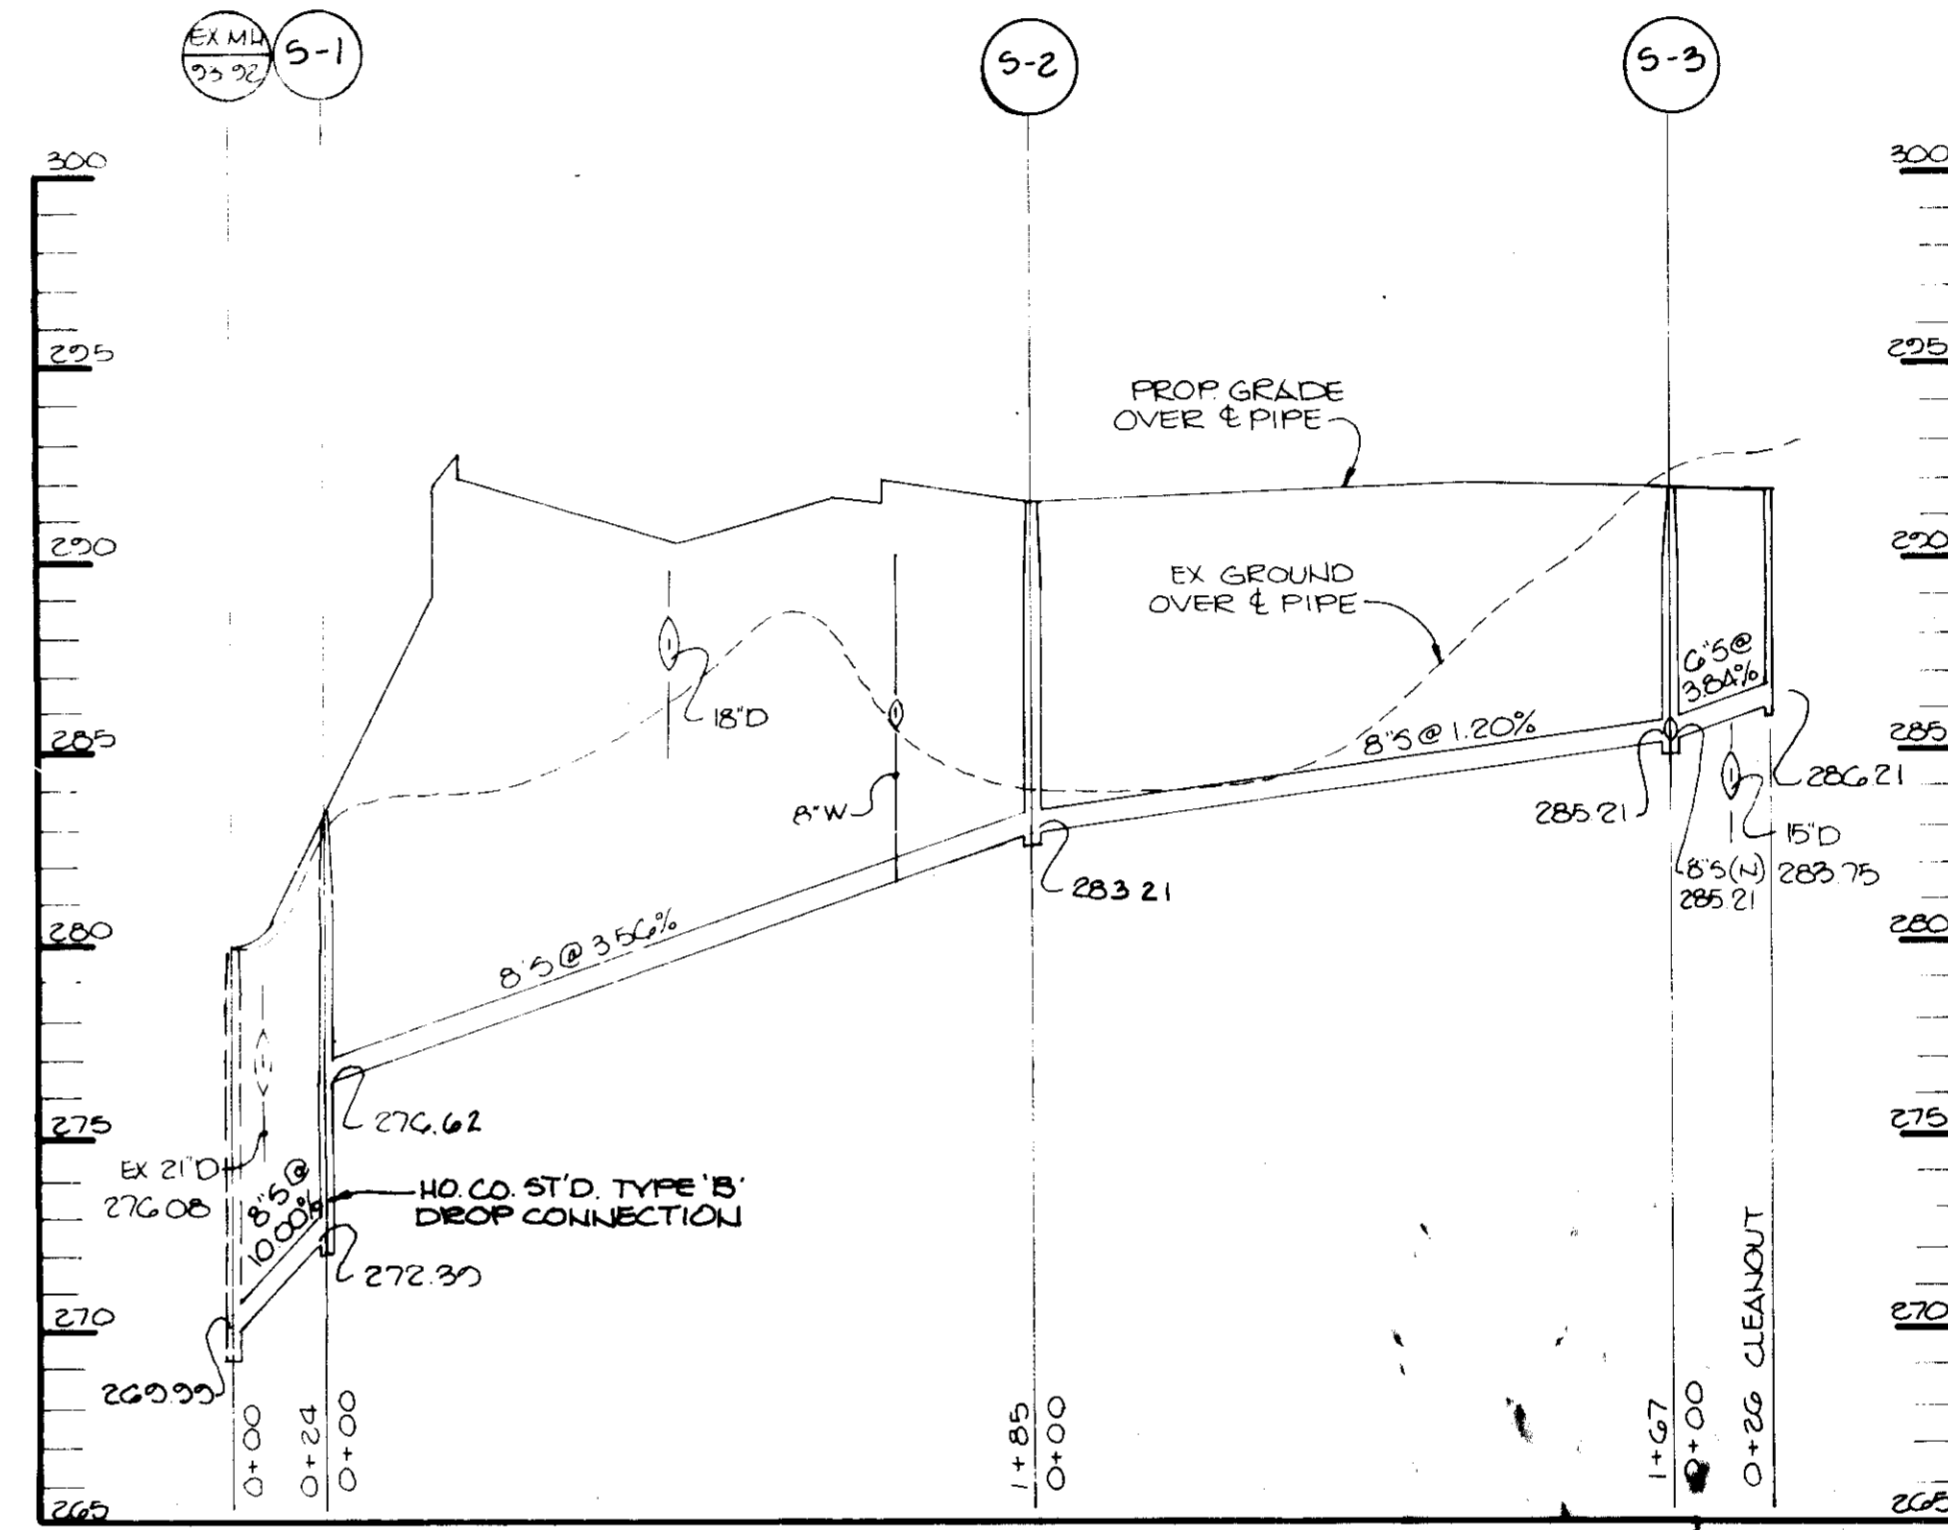 EX MH
93 92
S-1
S-2
S-3
300
300
295
295
PROP. GRADE
OVER ℄ PIPE
290
290
EX GROUND
OVER ℄ PIPE
6"S@
3.84%
18"D
285
285
8"S @ 1.20%
286.21
8"W
285.21
15"D
283.75
8"S(N)
285.21
283.21
280
280
8"S @ 3.56%
276.62
275
275
EX 21"D
276.08
8"S@
10.00%
HO. CO. ST'D. TYPE 'B'
DROP CONNECTION
272.39
270
270
269.99
0+00
0+24
0+00
1+85
0+00
1+67
0+00
0+26 CLEANOUT
265
265